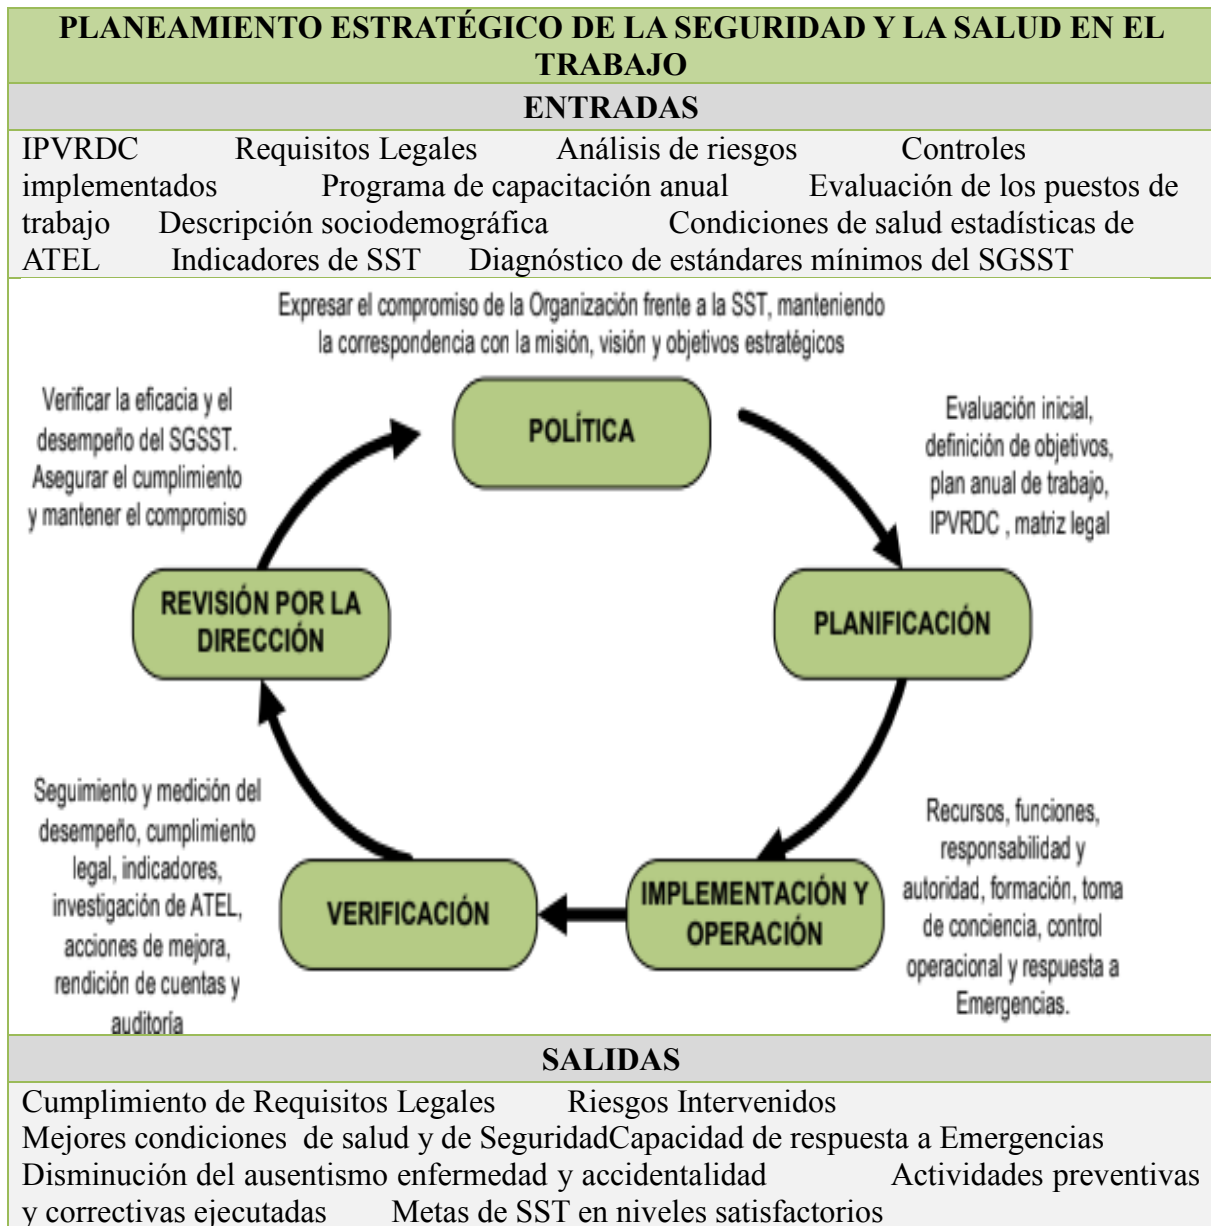 PLANEAMIENTO ESTRATÉGICO DE LA SEGURIDAD Y LA SALUD EN EL
TRABAJO
ENTRADAS
IPVRDC Requisitos Legales Análisis de riesgos Controles
implementados Programa de capacitación anual Evaluación de los puestos de
trabajo Descripción sociodemográfica Condiciones de salud estadísticas de
ATEL Indicadores de SST Diagnóstico de estándares mínimos del SGSST
Expresar el compromiso de la Organización frente a la SST, manteniendo
la correspondencia con la misión, visión y objetivos estratégicos
POLÍTICA
Evaluación inicial,
definición de objetivos,
plan anual de trabajo,
IPVRDC , matriz legal
PLANIFICACIÓN
Recursos, funciones,
responsabilidad y
autoridad, formación, toma
de conciencia, control
operacional y respuesta a
Emergencias.
IMPLEMENTACIÓN Y
OPERACIÓN
VERIFICACIÓN
Seguimiento y medición del
desempeño, cumplimiento
legal, indicadores,
investigación de ATEL,
acciones de mejora,
rendición de cuentas y
auditoría
REVISIÓN POR LA
DIRECCIÓN
Verificar la eficacia y el
desempeño del SGSST.
Asegurar el cumplimiento
y mantener el compromiso
SALIDAS
Cumplimiento de Requisitos Legales Riesgos Intervenidos
Mejores condiciones de salud y de SeguridadCapacidad de respuesta a Emergencias
Disminución del ausentismo enfermedad y accidentalidad Actividades preventivas
y correctivas ejecutadas Metas de SST en niveles satisfactorios